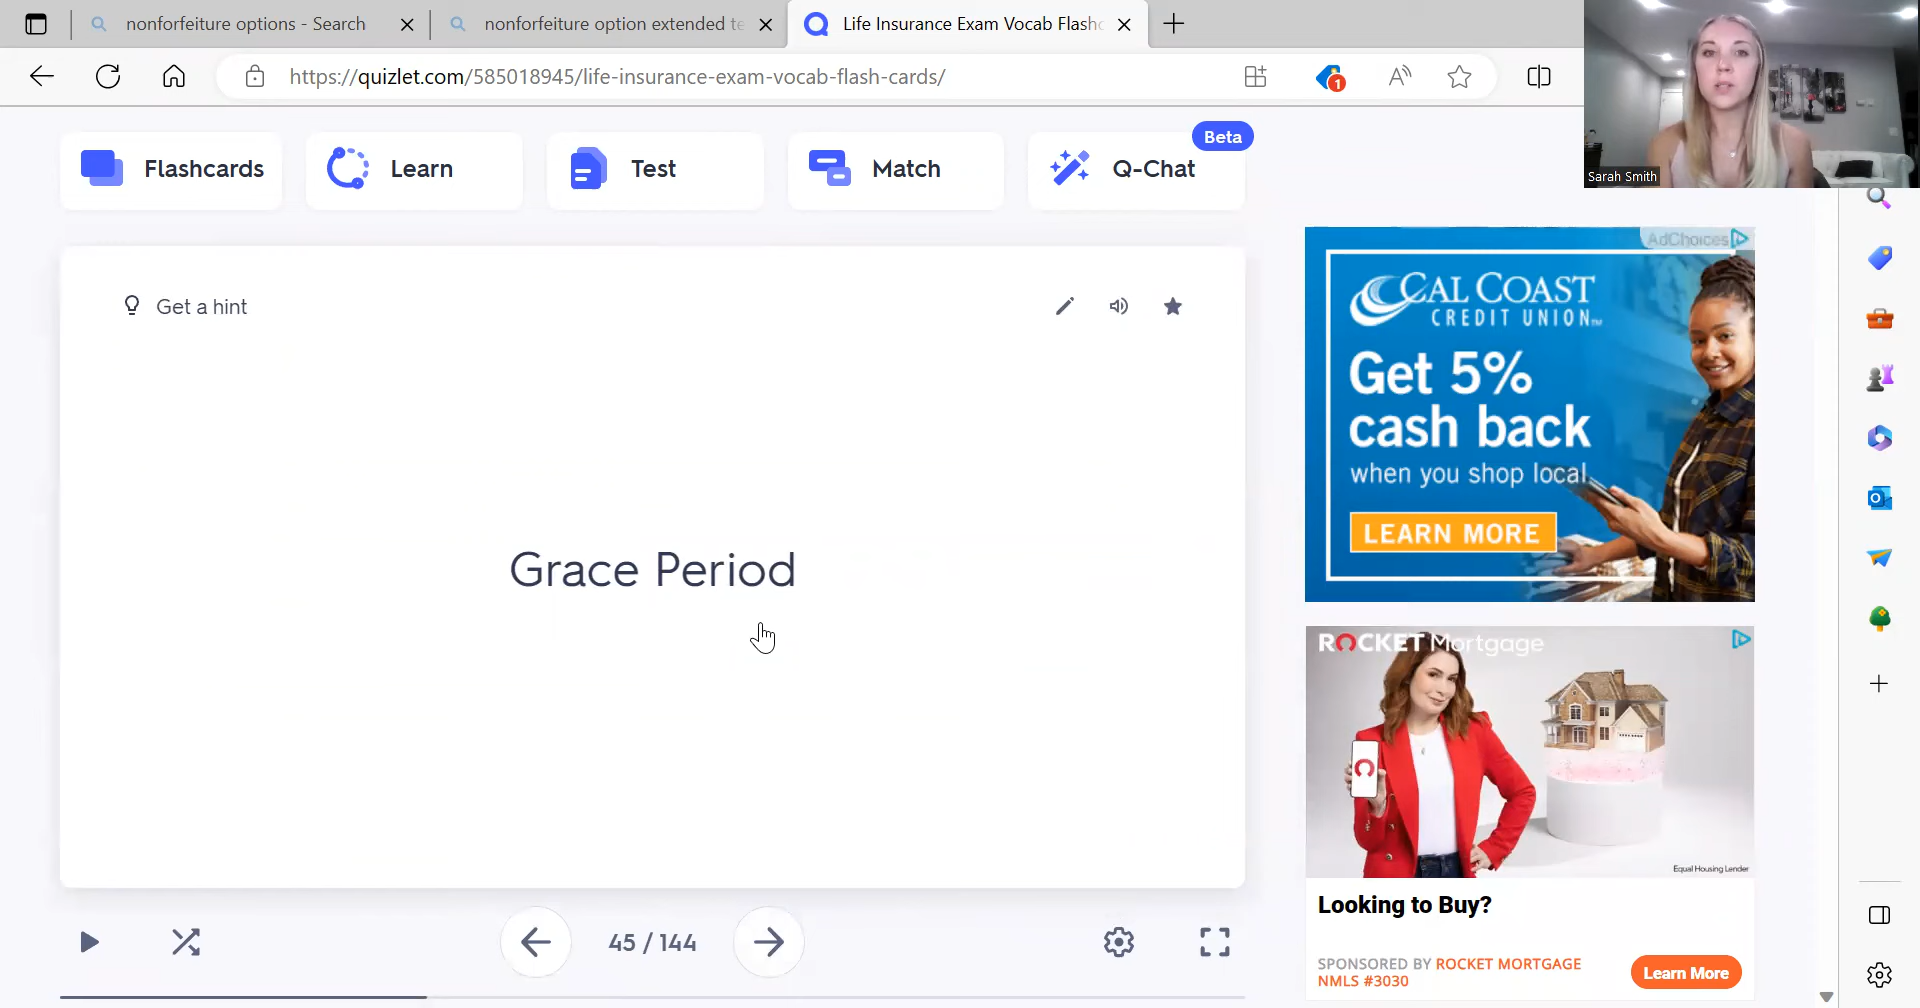 nonforfeiture options - Search
nonforfeiture option extended te
Life Insurance Exam Vocab Flashc
https://quizlet.com/585018945/life-insurance-exam-vocab-flash-cards/
1
Sarah Smith
Flashcards
Learn
Test
Match
Q-Chat
Beta
Get a hint
Grace Period
45 / 144
AdChoices
CAL COAST
CREDIT UNION
Get 5%
cash back
when you shop local
LEARN MORE
ROCKET Mortgage
Equal Housing Lender
Looking to Buy?
SPONSORED BY ROCKET MORTGAGE
NMLS #3030
Learn More